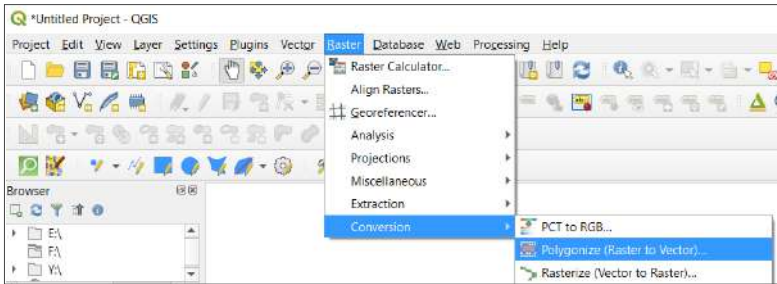 *Untitled Project - QGIS
Project Edit View Layer Settings Plugins Vector Raster Database Web Processing Help
Raster Calculator...
Align Rasters...
Georeferencer...
Analysis
Projections
Miscellaneous
Extraction
Conversion
PCT to RGB...
Polygonize (Raster to Vector)...
Rasterize (Vector to Raster)...
Browser
E:\
F:\
Y:\